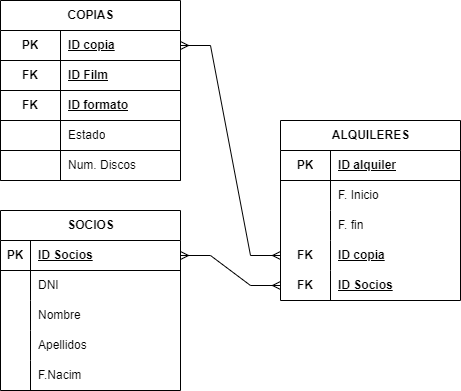 COPIAS
PK ID copia
FK ID Film
FK ID formato
Estado
Num. Discos
ALQUILERES
PK ID alquiler
F. Inicio
F. fin
FK ID copia
FK ID Socios
SOCIOS
PK ID Socios
DNI
Nombre
Apellidos
F.Nacim